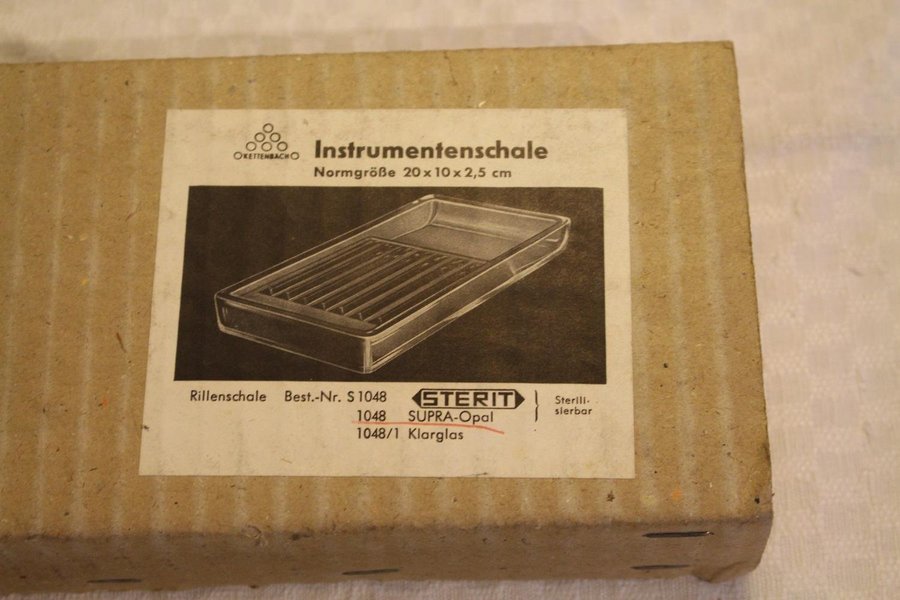 KETTENBACH
Instrumentenschale
Normgröße 20 x 10 x 2,5 cm
Rillenschale Best.-Nr. S 1048 STERIT } Sterili-
1048 SUPRA-Opal sierbar
1048/1 Klarglas